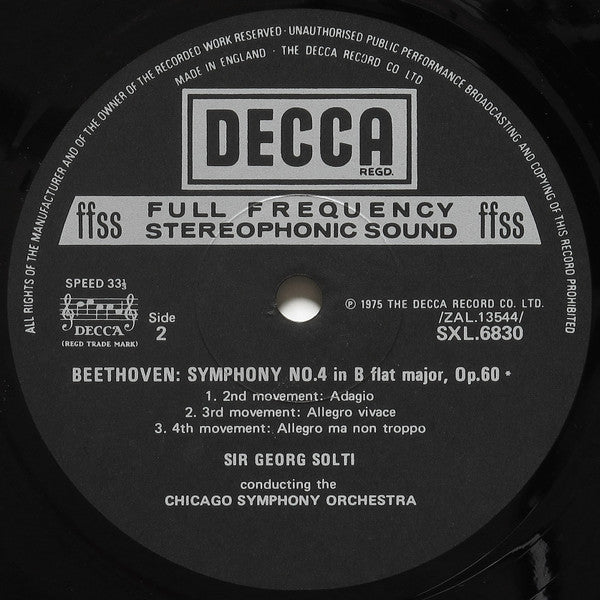 ALL RIGHTS OF THE MANUFACTURER AND OF THE OWNER OF THE RECORDED WORK RESERVED · UNAUTHORISED PUBLIC PERFORMANCE BROADCASTING AND COPYING OF THIS RECORD PROHIBITED
MADE IN ENGLAND · THE DECCA RECORD CO LTD
DECCA
REGD.
ffss FULL FREQUENCY ffss
STEREOPHONIC SOUND
SPEED 33⅓
DECCA
(REGD TRADE MARK)
Side
2
℗ 1975 THE DECCA RECORD CO. LTD.
/ZAL.13544/
SXL.6830
BEETHOVEN: SYMPHONY NO.4 in B flat major, Op.60 *
1. 2nd movement: Adagio
2. 3rd movement: Allegro vivace
3. 4th movement: Allegro ma non troppo
SIR GEORG SOLTI
conducting the
CHICAGO SYMPHONY ORCHESTRA